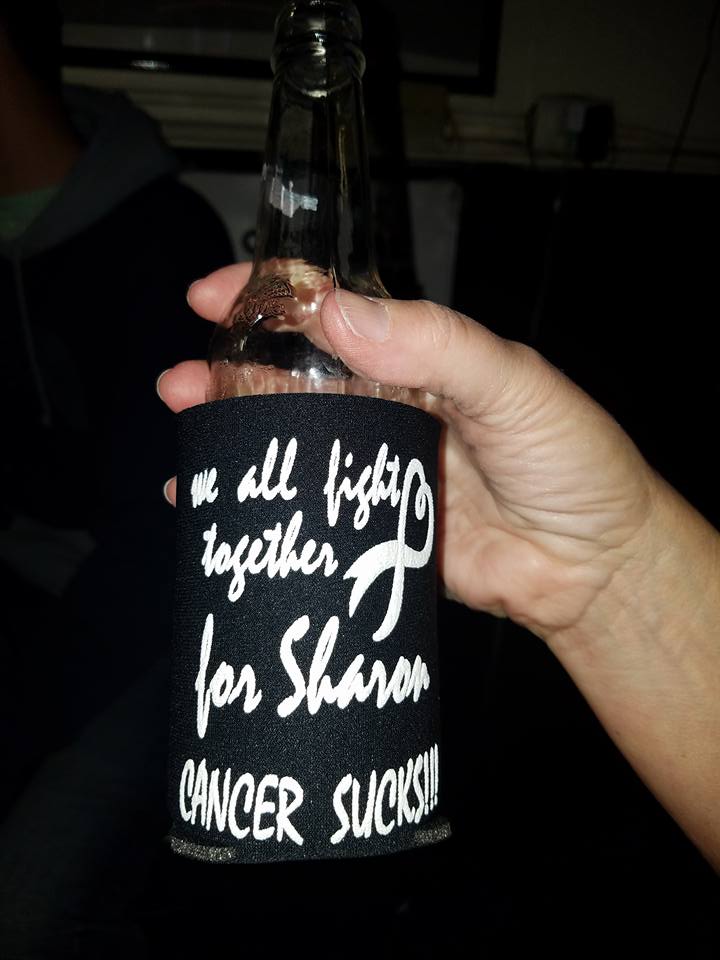 we all fight
together
for Sharon
CANCER SUCKS!!!